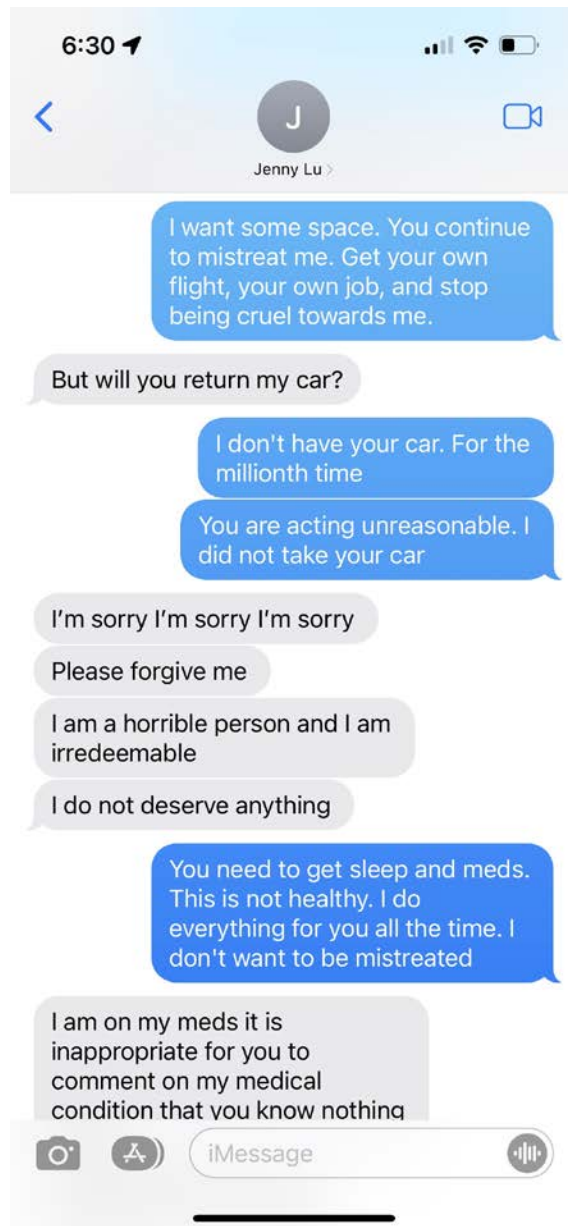 6:30
J
Jenny Lu
I want some space. You continue
to mistreat me. Get your own
flight, your own job, and stop
being cruel towards me.
But will you return my car?
I don't have your car. For the
millionth time
You are acting unreasonable. I
did not take your car
I’m sorry I’m sorry I’m sorry
Please forgive me
I am a horrible person and I am
irredeemable
I do not deserve anything
You need to get sleep and meds.
This is not healthy. I do
everything for you all the time. I
don't want to be mistreated
I am on my meds it is
inappropriate for you to
comment on my medical
condition that you know nothing
iMessage